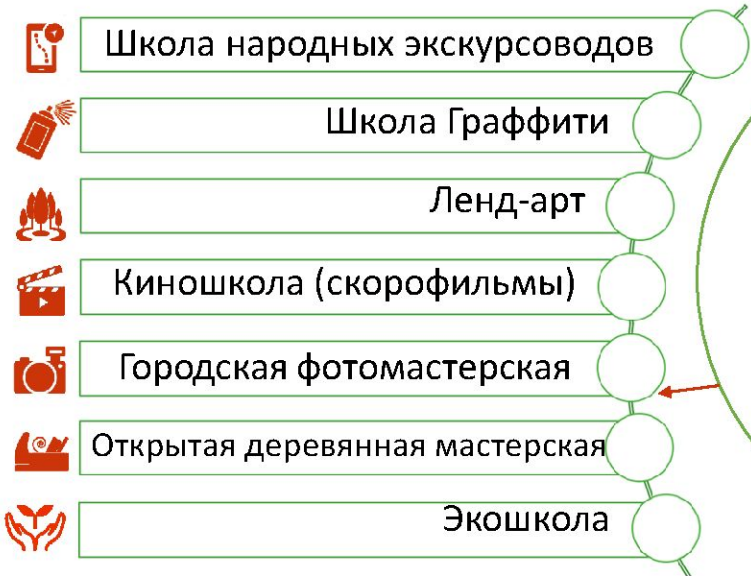 Школа народных экскурсоводов
Школа Граффити
Ленд-арт
Киношкола (скорофильмы)
Городская фотомастерская
Открытая деревянная мастерская
Экошкола